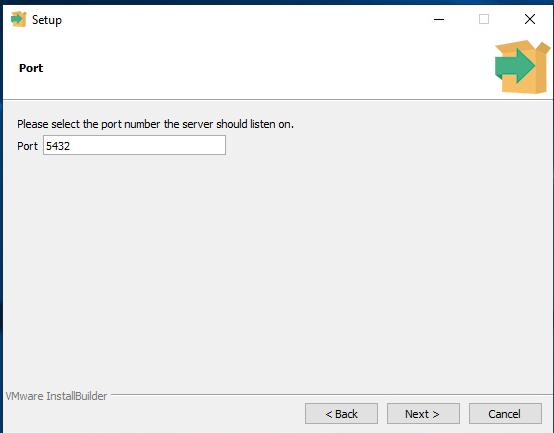 Setup
Port
Please select the port number the server should listen on.
Port 5432
VMware InstallBuilder
< Back Next > Cancel